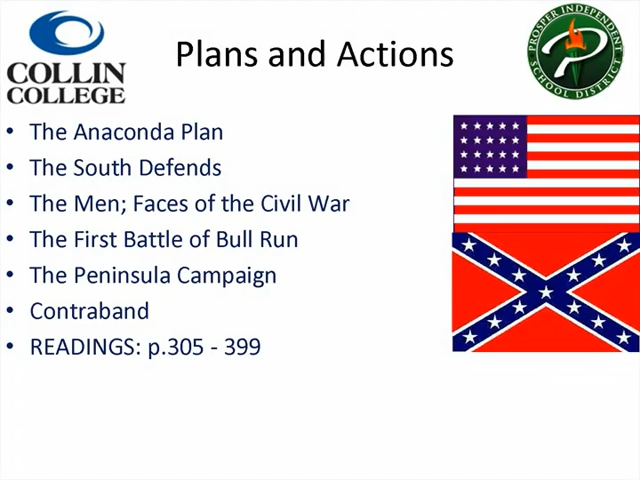 COLLIN
COLLEGE
Plans and Actions
PROSPER INDEPENDENT
SCHOOL DISTRICT
• The Anaconda Plan
• The South Defends
• The Men; Faces of the Civil War
• The First Battle of Bull Run
• The Peninsula Campaign
• Contraband
• READINGS: p.305 - 399